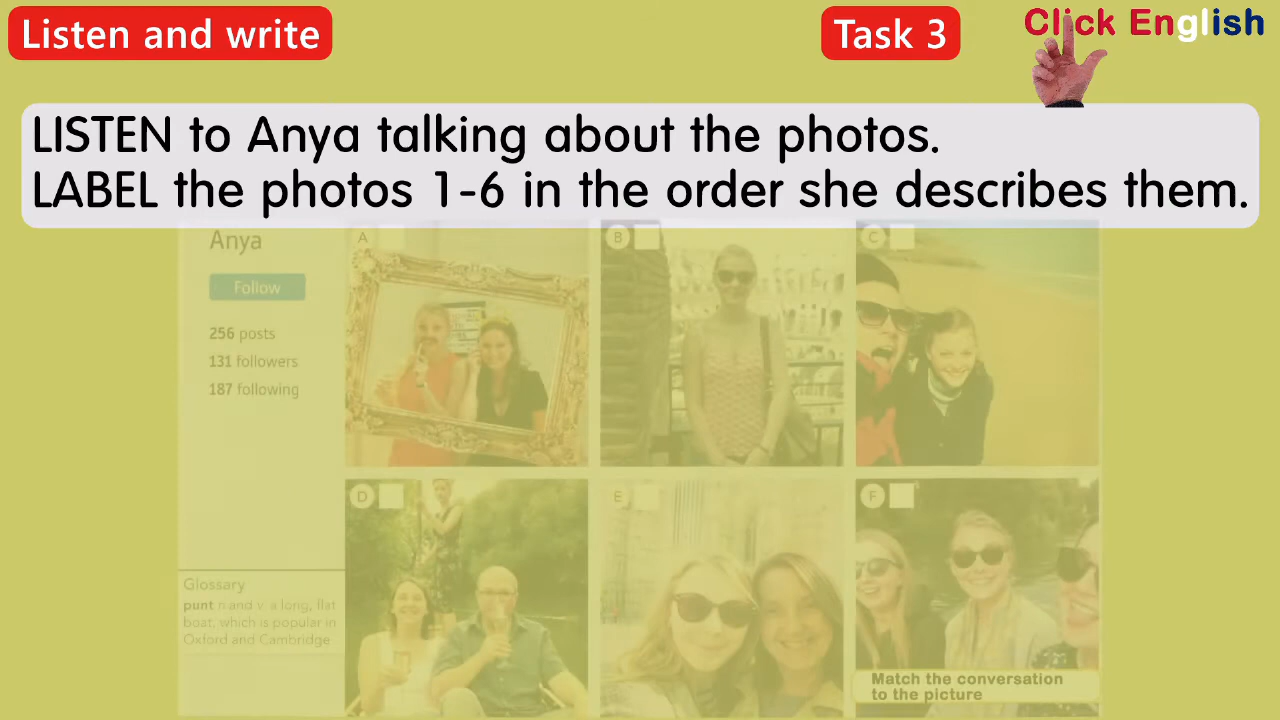 Listen and write
Task 3
Click English
LISTEN to Anya talking about the photos.
LABEL the photos 1-6 in the order she describes them.
Anya
Follow
256 posts
131 followers
187 following
A
B
C
D
E
F
Glossary
punt n and v a long, flat
boat, which is popular in
Oxford and Cambridge
Match the conversation
to the picture